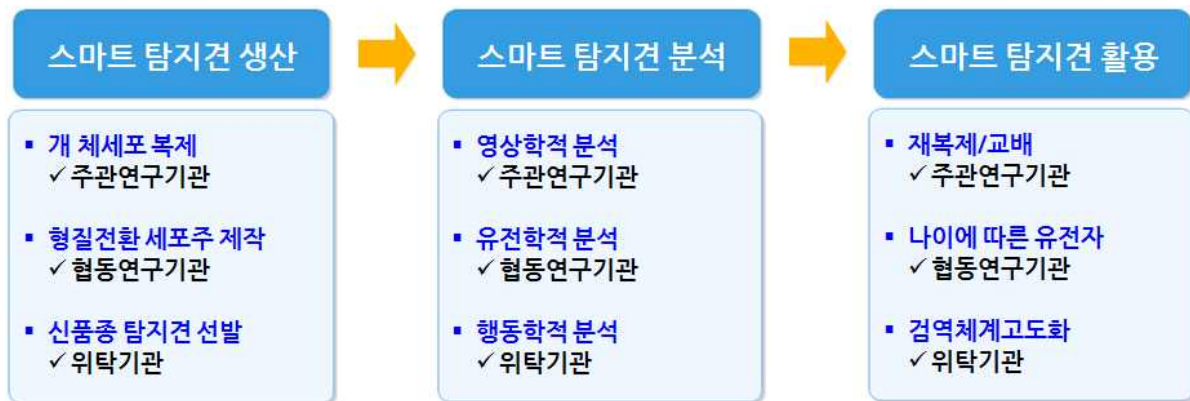 스마트 탐지견 생산
▪ 개 체세포 복제
✓ 주관연구기관
▪ 형질전환 세포주 제작
✓ 협동연구기관
▪ 신품종 탐지견 선발
✓ 위탁기관
스마트 탐지견 분석
▪ 영상학적 분석
✓ 주관연구기관
▪ 유전학적 분석
✓ 협동연구기관
▪ 행동학적 분석
✓ 위탁기관
스마트 탐지견 활용
▪ 재복제/교배
✓ 주관연구기관
▪ 나이에 따른 유전자
✓ 협동연구기관
▪ 검역체계고도화
✓ 위탁기관